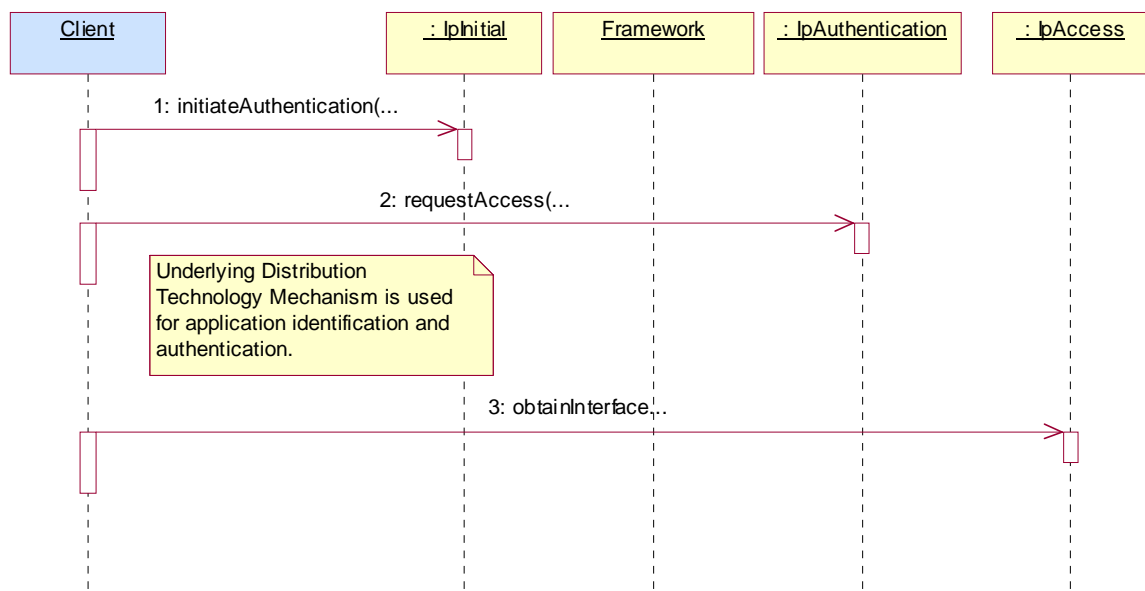 Client
: IpInitial
Framework
: IpAuthentication
: IpAccess
1: initiateAuthentication(...
2: requestAccess(...
Underlying Distribution
Technology Mechanism is used
for application identification and
authentication.
3: obtainInterface...